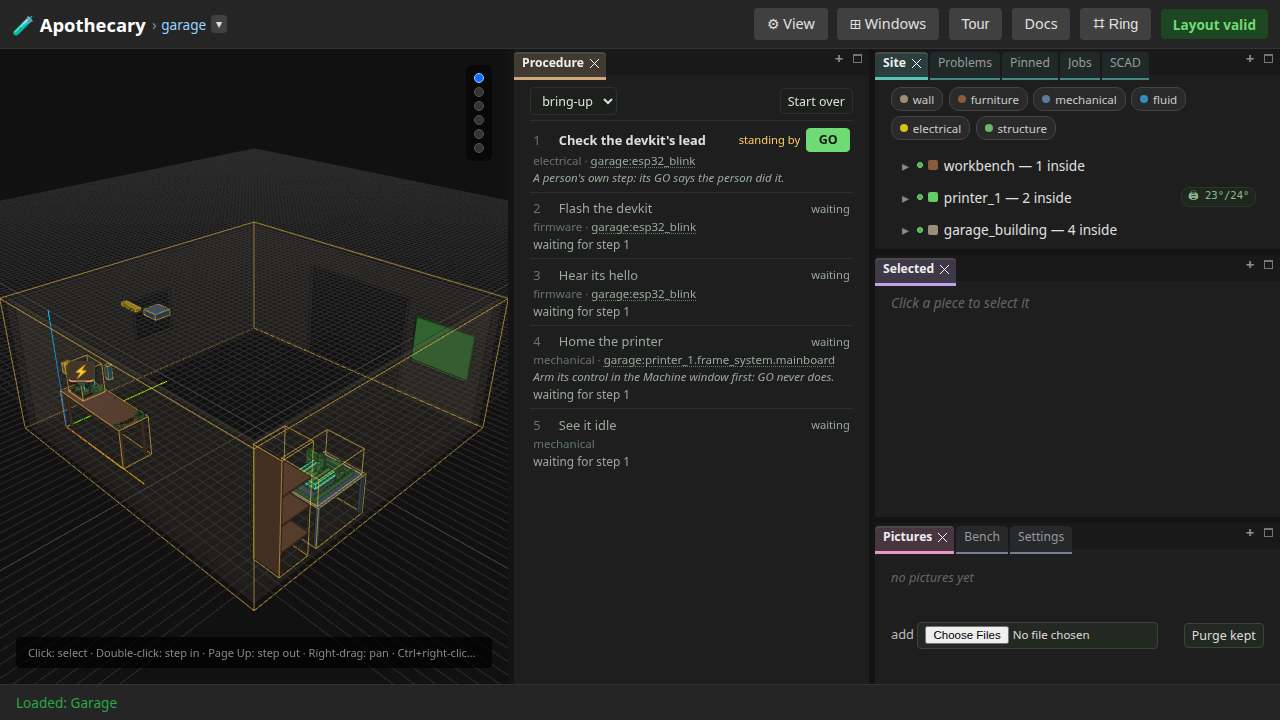 🧪 Apothecary › garage ▾
⚙ View
⊞ Windows
Tour
Docs
⌗ Ring
Layout valid
Click: select · Double-click: step in · Page Up: step out · Right-drag: pan · Ctrl+right-clic...
Procedure
bring-up
Start over
1 Check the devkit's lead standing by GO
electrical · garage:esp32_blink
A person's own step: its GO says the person did it.
2 Flash the devkit waiting
firmware · garage:esp32_blink
waiting for step 1
3 Hear its hello waiting
firmware · garage:esp32_blink
waiting for step 1
4 Home the printer waiting
mechanical · garage:printer_1.frame_system.mainboard
Arm its control in the Machine window first: GO never does.
waiting for step 1
5 See it idle waiting
mechanical
waiting for step 1
Site Problems Pinned Jobs SCAD
wall furniture mechanical fluid
electrical structure
▸ workbench — 1 inside
▸ printer_1 — 2 inside 23°/24°
▸ garage_building — 4 inside
Selected
Click a piece to select it
Pictures Bench Settings
no pictures yet
add Choose Files No file chosen Purge kept
Loaded: Garage